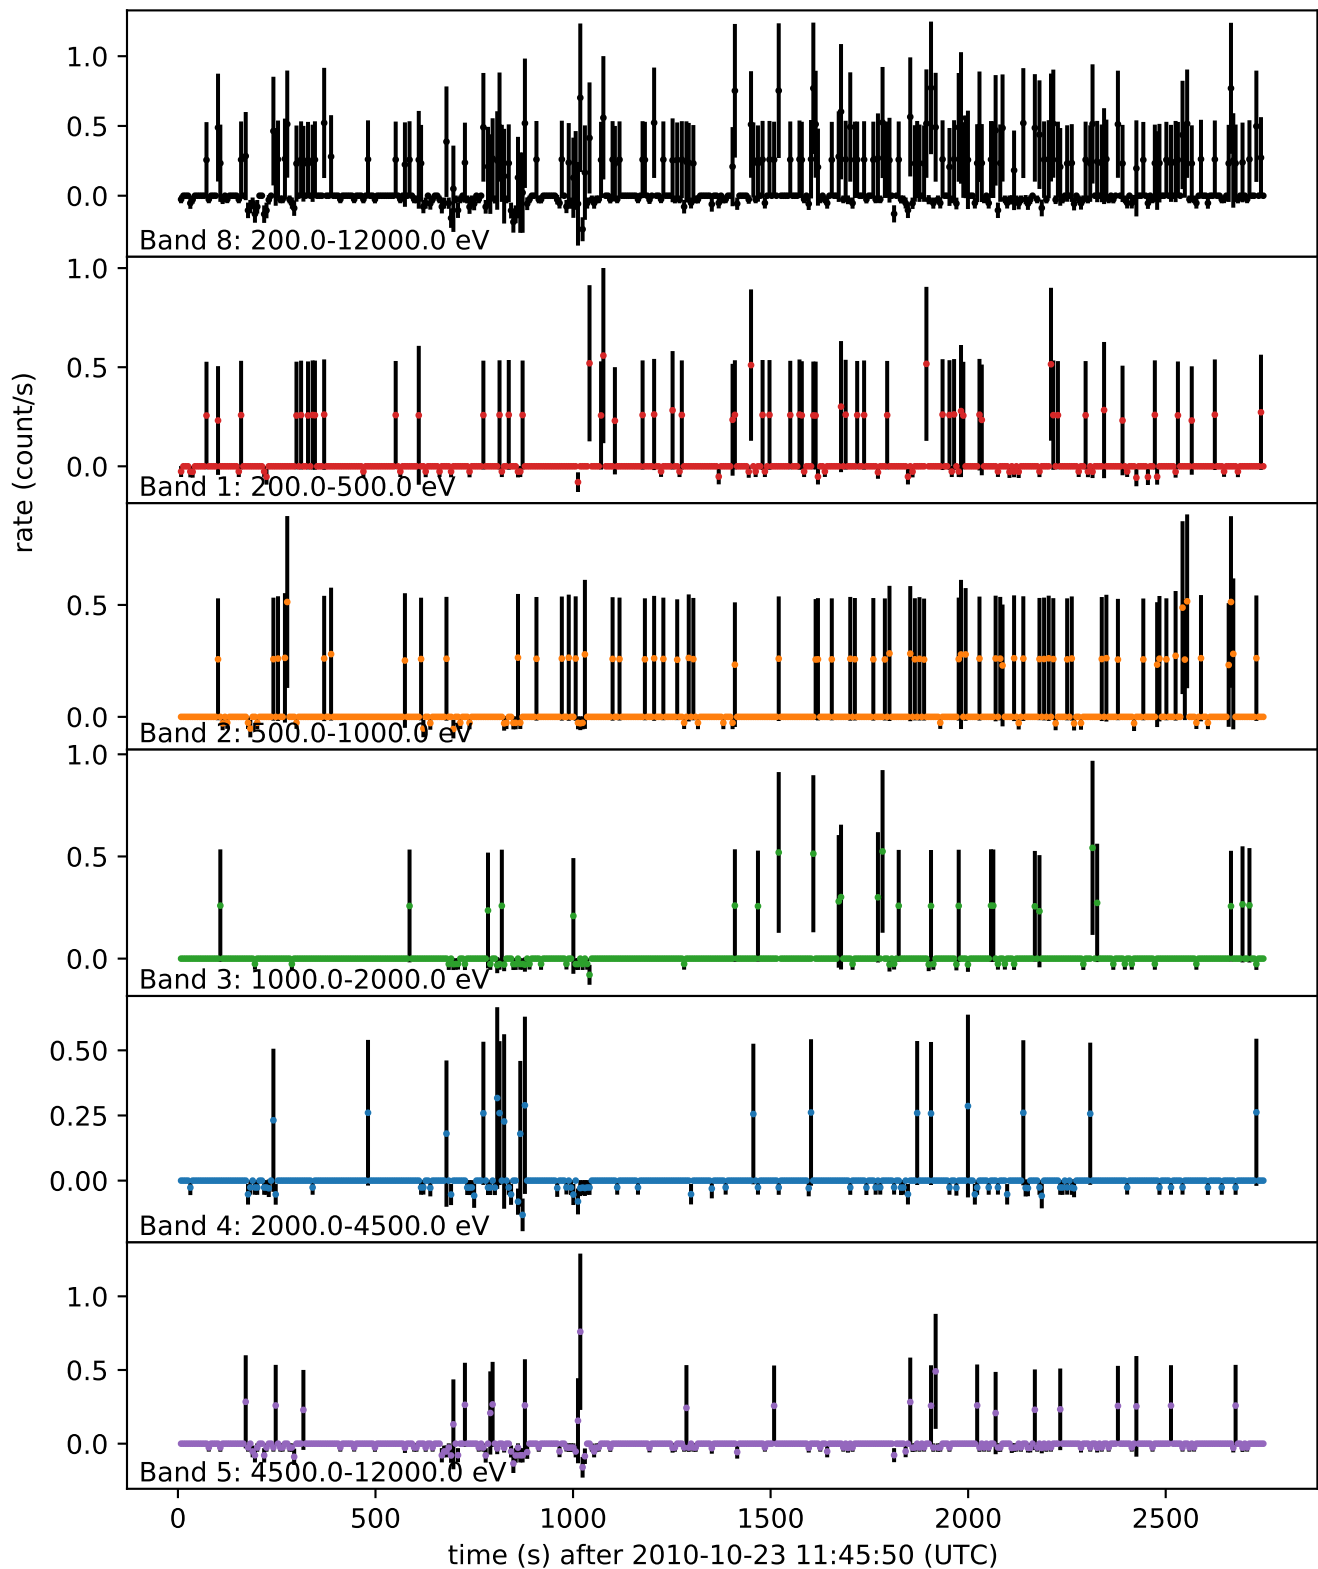 rate (count/s)
1.0
0.5
0.0
Band 8: 200.0-12000.0 eV
1.0
0.5
0.0
Band 1: 200.0-500.0 eV
0.5
0.0
Band 2: 500.0-1000.0 eV
1.0
0.5
0.0
Band 3: 1000.0-2000.0 eV
0.50
0.25
0.00
Band 4: 2000.0-4500.0 eV
1.0
0.5
0.0
Band 5: 4500.0-12000.0 eV
0 500 1000 1500 2000 2500
time (s) after 2010-10-23 11:45:50 (UTC)